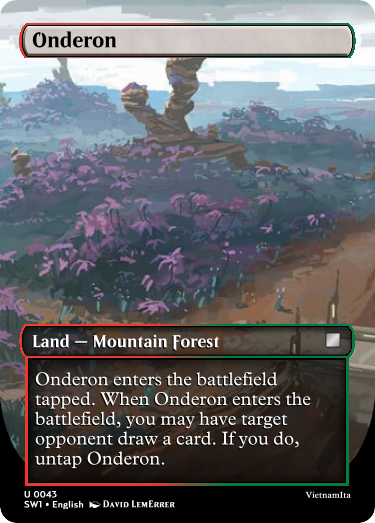 Onderon
Land — Mountain Forest
Onderon enters the battlefield
tapped. When Onderon enters the
battlefield, you may have target
opponent draw a card. If you do,
untap Onderon.
U 0043
VietnamIta
SW1 • English David LemErrer